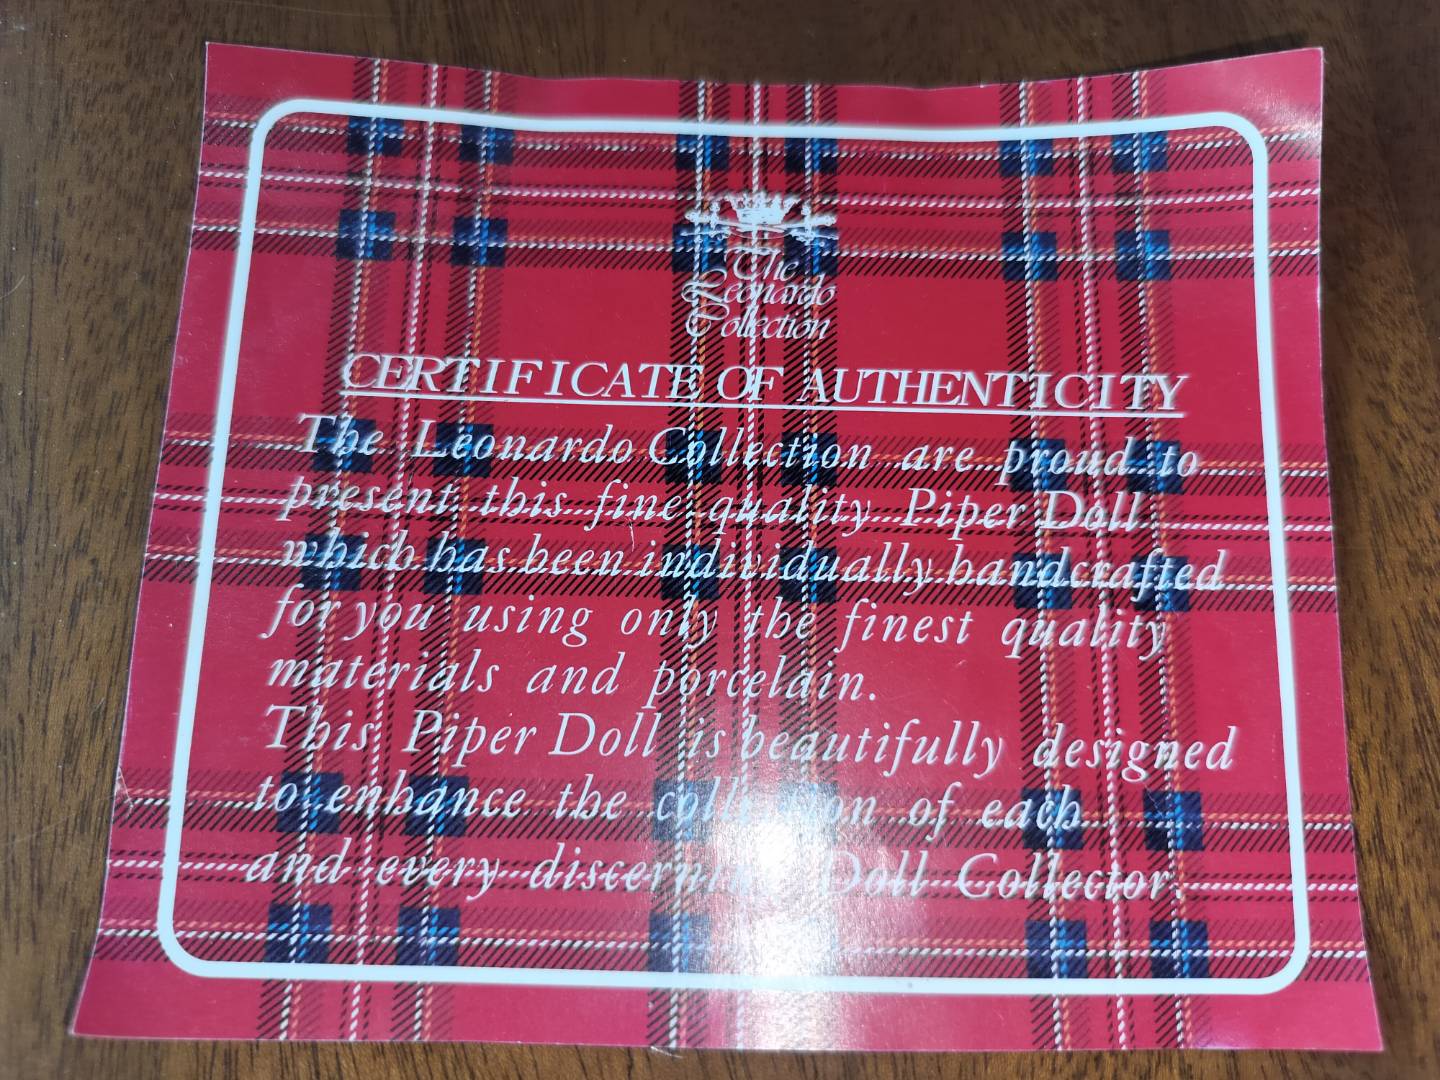 The
Leonardo
Collection
CERTIFICATE OF AUTHENTICITY
The Leonardo Collection are proud to
present this fine quality Piper Doll
which has been individually handcrafted
for you using only the finest quality
materials and porcelain.
This Piper Doll is beautifully designed
to enhance the collection of each
and every discerning Doll Collector.